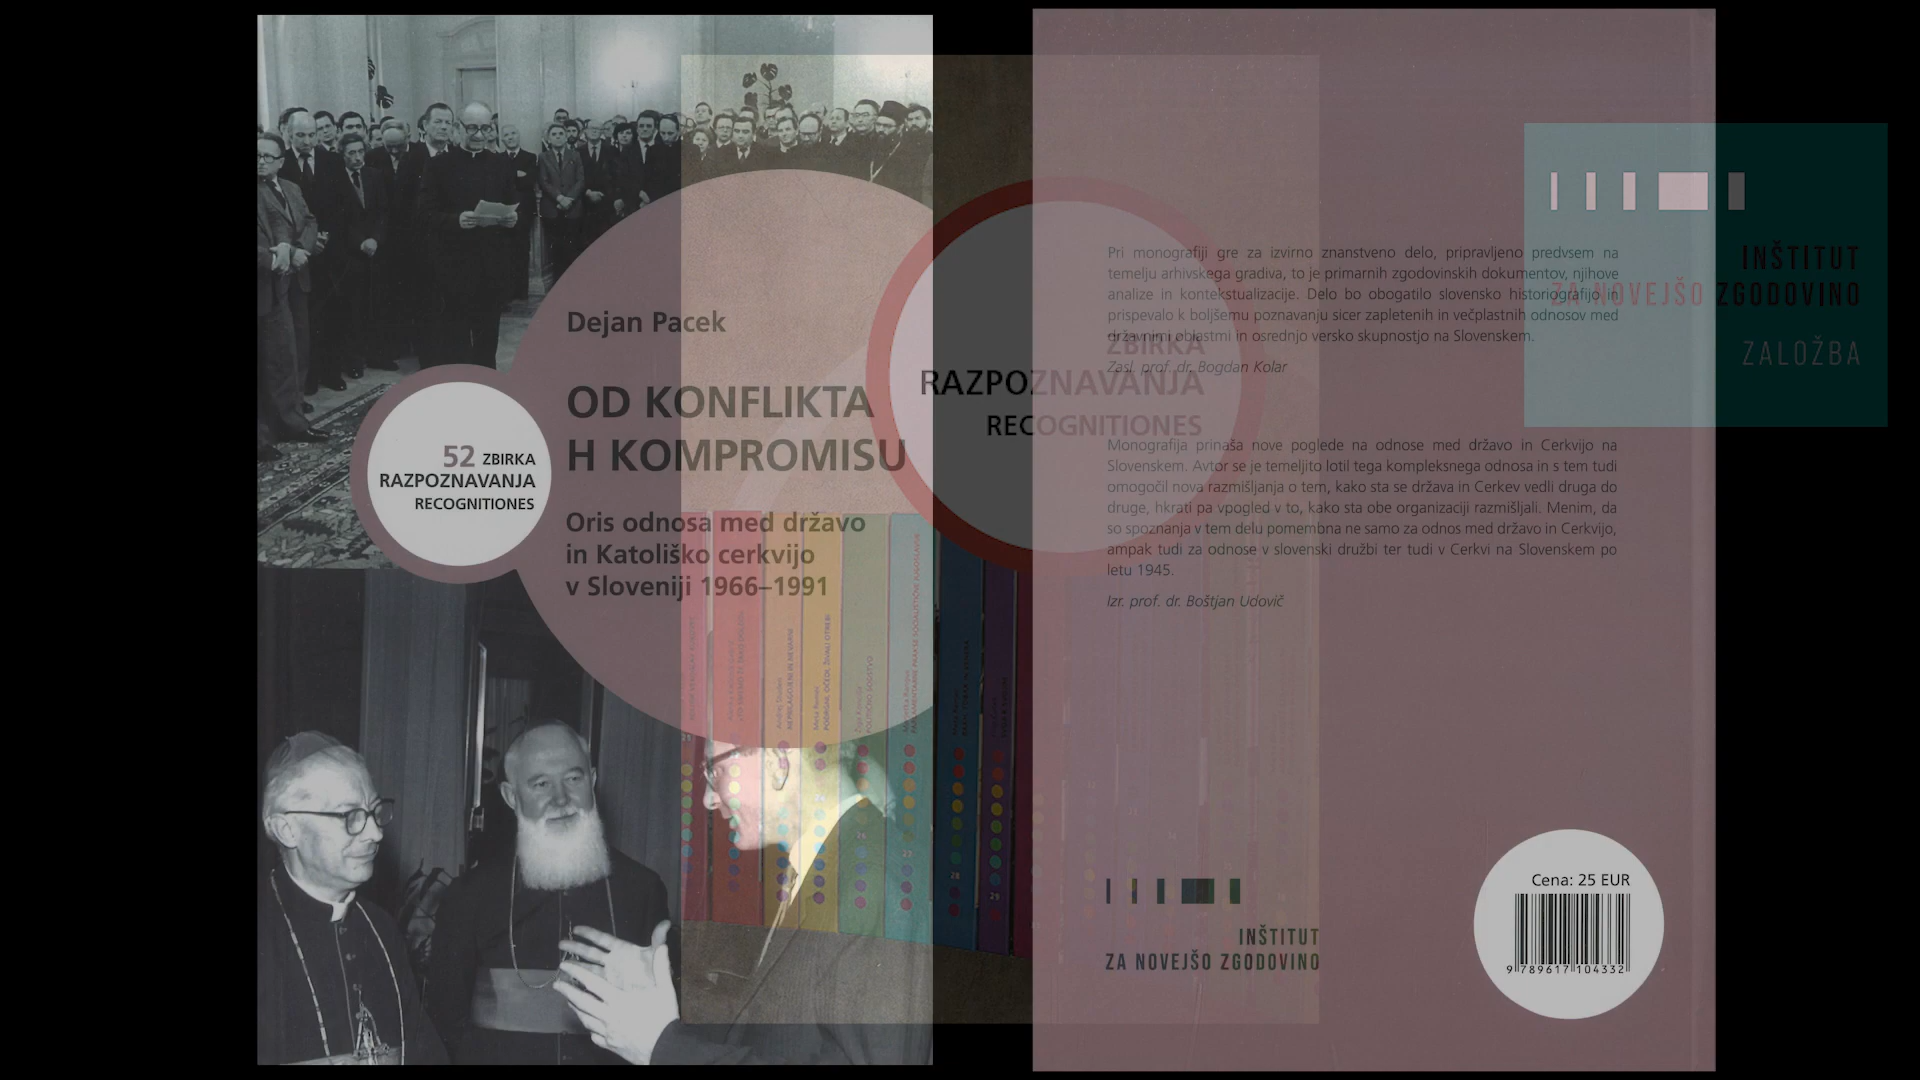 Dejan Pacek
OD KONFLIKTA
H KOMPROMISU
Oris odnosa med državo
in Katoliško cerkvijo
v Sloveniji 1966–1991
52 ZBIRKA
RAZPOZNAVANJA
RECOGNITIONES
ZBIRKA
RAZPOZNAVANJA
RECOGNITIONES
Pri monografiji gre za izvirno znanstveno delo, pripravljeno predvsem na
temelju arhivskega gradiva, to je primarnih zgodovinskih dokumentov, njihove
analize in kontekstualizacije. Delo bo obogatilo slovensko historiografijo in
prispevalo k boljšemu poznavanju sicer zapletenih in večplastnih odnosov med
državnimi oblastmi in osrednjo versko skupnostjo na Slovenskem.
Zasl. prof. dr. Bogdan Kolar
Monografija prinaša nove poglede na odnose med državo in Cerkvijo na
Slovenskem. Avtor se je temeljito lotil tega kompleksnega odnosa in s tem tudi
omogočil nova razmišljanja o tem, kako sta se država in Cerkev vedli druga do
druge, hkrati pa vpogled v to, kako sta obe organizaciji razmišljali. Menim, da
so spoznanja v tem delu pomembna ne samo za odnos med državo in Cerkvijo,
ampak tudi za odnose v slovenski družbi ter tudi v Cerkvi na Slovenskem po
letu 1945.
Izr. prof. dr. Boštjan Udovič
INŠTITUT
ZA NOVEJŠO ZGODOVINO
ZALOŽBA
INŠTITUT
ZA NOVEJŠO ZGODOVINO
Cena: 25 EUR
9 789617 104332
26
27
28
29